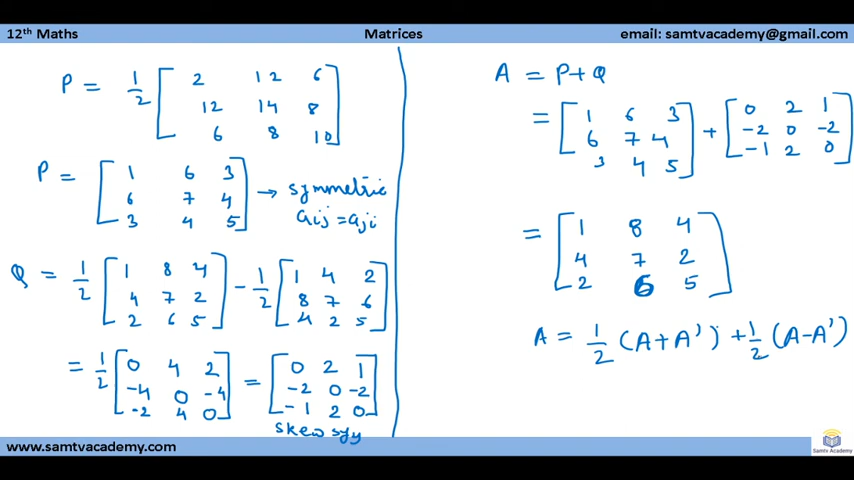 12th Maths Matrices email: samtvacademy@gmail.com
P = 1/2 [ 2 12 6
12 14 8
6 8 10 ]
P = [ 1 6 3
6 7 4
3 4 5 ] → symmetric
aij = aji
Q = 1/2 [ 1 8 4
4 7 2
2 6 5 ] - 1/2 [ 1 4 2
8 7 6
4 2 5 ]
= 1/2 [ 0 4 2
-4 0 -4
-2 4 0 ] = [ 0 2 1
-2 0 -2
-1 2 0 ]
skew syy
A = P+Q
= [ 1 6 3
6 7 4
3 4 5 ] + [ 0 2 1
-2 0 -2
-1 2 0 ]
= [ 1 8 4
4 7 2
2 6 5 ]
A = 1/2 (A+A') + 1/2 (A-A')
www.samtvacademy.com
Samtv Academy